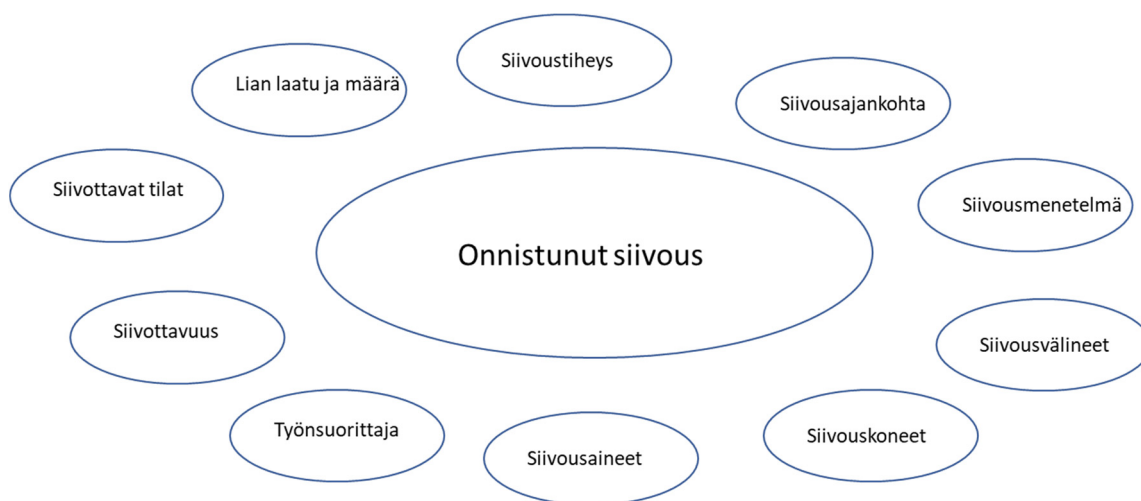 Siivoustiheys
Lian laatu ja määrä
Siivousajankohta
Siivottavat tilat
Siivousmenetelmä
Onnistunut siivous
Siivottavuus
Siivousvälineet
Työnsuorittaja
Siivouskoneet
Siivousaineet